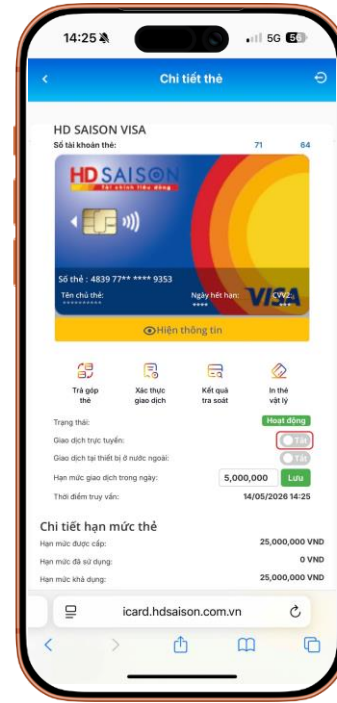 14:25 5G 56
Chi tiết thẻ
HD SAISON VISA
Số tài khoản thẻ: 71 64
HD SAISON
Tài chính tiêu dùng
Số thẻ : 4839 77** **** 9353
Tên chủ thẻ: Ngày hết hạn: CVV2:
********** **** ***
VISA
Hiện thông tin
Trả góp thẻ
Xác thực giao dịch
Kết quả tra soát
In thẻ vật lý
Trạng thái: Hoạt động
Giao dịch trực tuyến: Tắt
Giao dịch tại thiết bị ở nước ngoài: Tắt
Hạn mức giao dịch trong ngày: 5,000,000 Lưu
Thời điểm truy vấn: 14/05/2026 14:25
Chi tiết hạn mức thẻ
Hạn mức được cấp: 25,000,000 VND
Hạn mức đã sử dụng: 0 VND
Hạn mức khả dụng: 25,000,000 VND
icard.hdsaison.com.vn